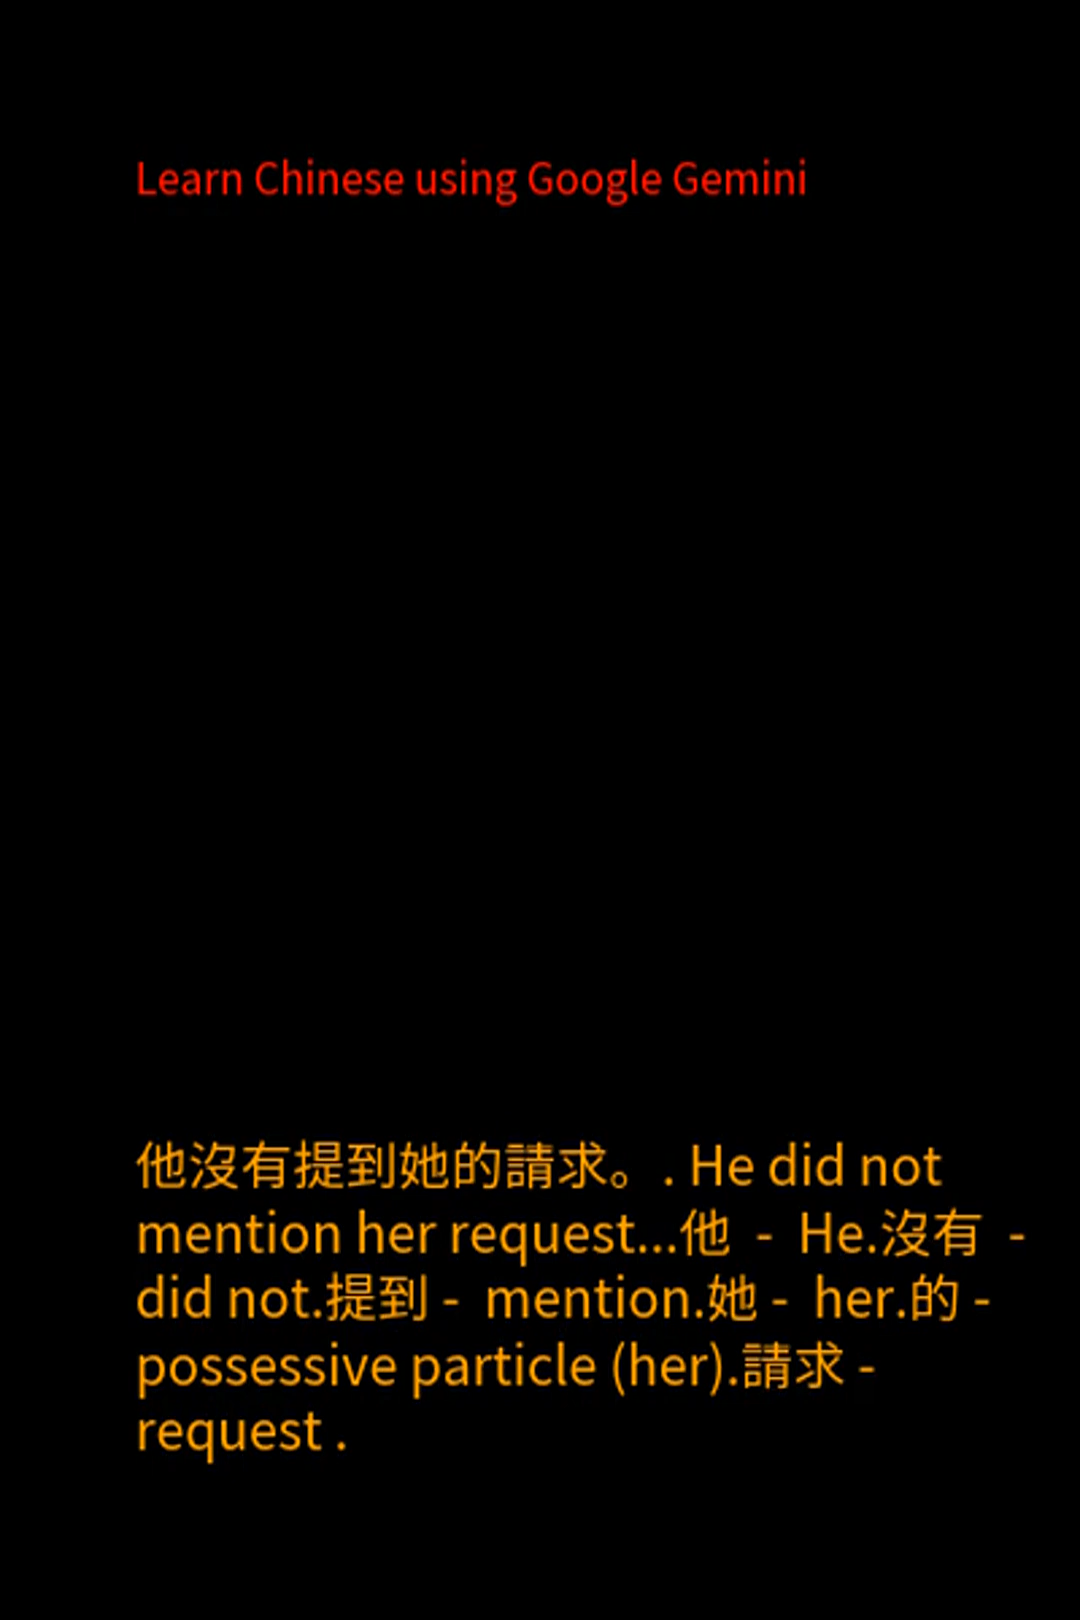 Learn Chinese using Google Gemini
他沒有提到她的請求。. He did not
mention her request...他 - He.沒有 -
did not.提到 - mention.她 - her.的 -
possessive particle (her).請求 -
request .